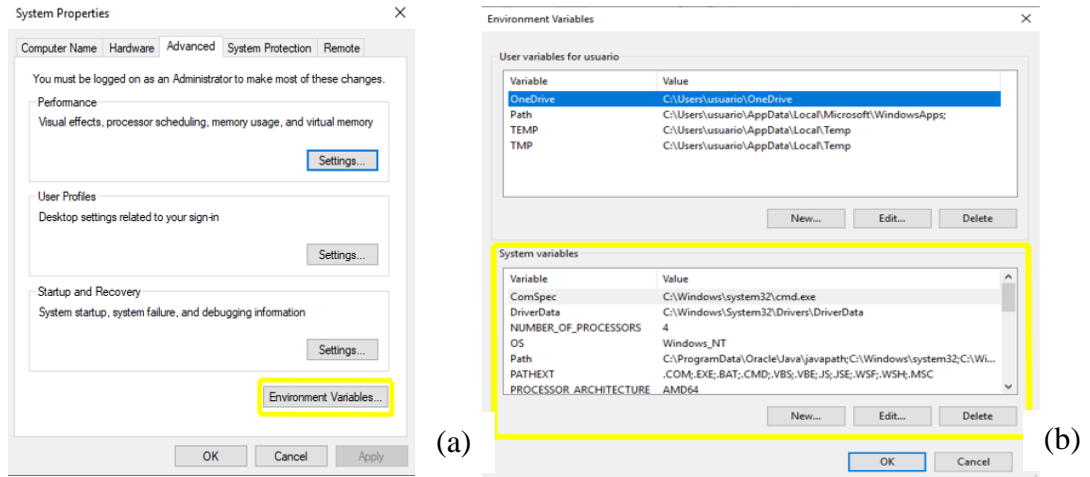 System Properties
Computer Name Hardware Advanced System Protection Remote
You must be logged on as an Administrator to make most of these changes.
Performance
Visual effects, processor scheduling, memory usage, and virtual memory
Settings...
User Profiles
Desktop settings related to your sign-in
Settings...
Startup and Recovery
System startup, system failure, and debugging information
Settings...
Environment Variables...
OK Cancel Apply
(a)
Environment Variables
User variables for usuario
Variable Value
OneDrive C:\Users\usuario\OneDrive
Path C:\Users\usuario\AppData\Local\Microsoft\WindowsApps;
TEMP C:\Users\usuario\AppData\Local\Temp
TMP C:\Users\usuario\AppData\Local\Temp
New... Edit... Delete
System variables
Variable Value
ComSpec C:\Windows\system32\cmd.exe
DriverData C:\Windows\System32\Drivers\DriverData
NUMBER_OF_PROCESSORS 4
OS Windows_NT
Path C:\ProgramData\Oracle\Java\javapath;C:\Windows\system32;C:\Wi...
PATHEXT .COM;.EXE;.BAT;.CMD;.VBS;.VBE;.JS;.JSE;.WSF;.WSH;.MSC
PROCESSOR_ARCHITECTURE AMD64
New... Edit... Delete
OK Cancel
(b)